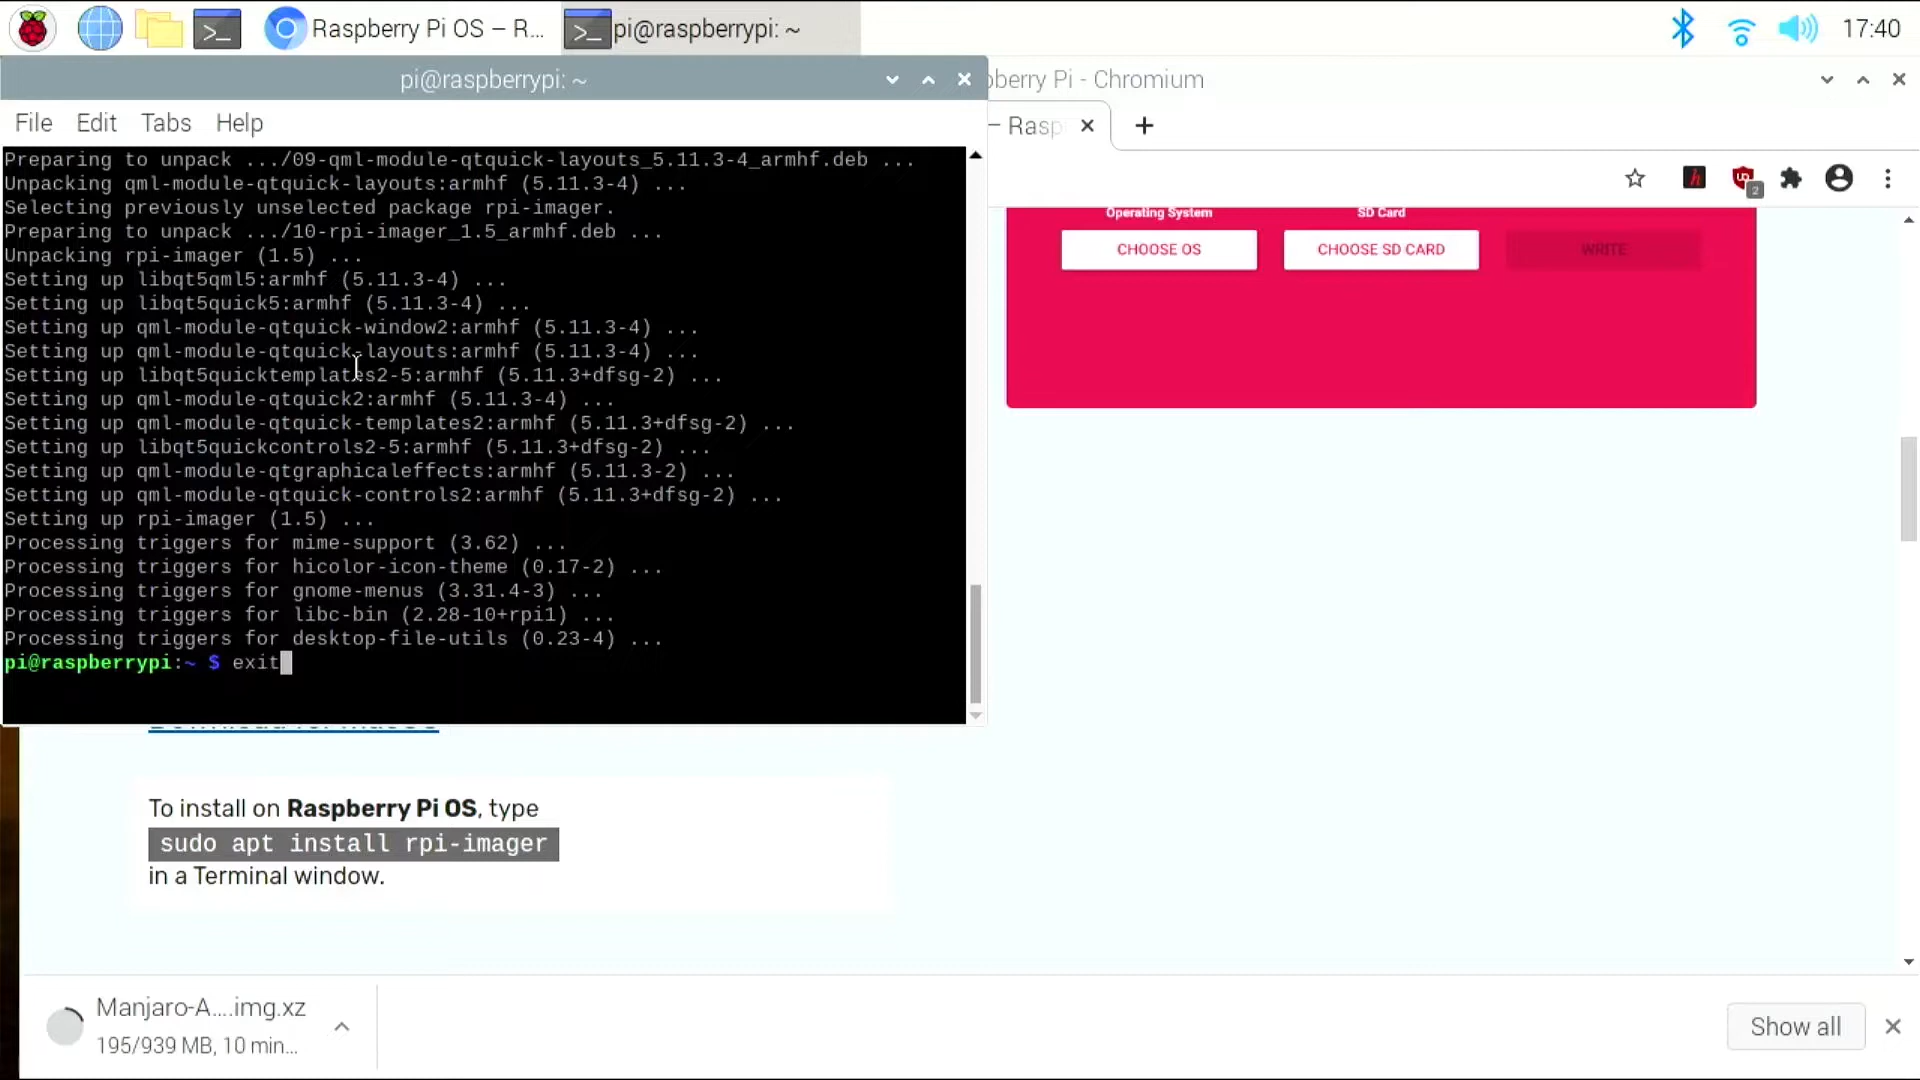 Raspberry Pi OS – R...
pi@raspberrypi: ~
17:40
pi@raspberrypi: ~
berry Pi - Chromium
File Edit Tabs Help
– Rasp
2
Preparing to unpack .../09-qml-module-qtquick-layouts_5.11.3-4_armhf.deb ...
Unpacking qml-module-qtquick-layouts:armhf (5.11.3-4) ...
Selecting previously unselected package rpi-imager.
Preparing to unpack .../10-rpi-imager_1.5_armhf.deb ...
Unpacking rpi-imager (1.5) ...
Setting up libqt5qml5:armhf (5.11.3-4) ...
Setting up libqt5quick5:armhf (5.11.3-4) ...
Setting up qml-module-qtquick-window2:armhf (5.11.3-4) ...
Setting up qml-module-qtquick-layouts:armhf (5.11.3-4) ...
Setting up libqt5quicktemplates2-5:armhf (5.11.3+dfsg-2) ...
Setting up qml-module-qtquick2:armhf (5.11.3-4) ...
Setting up qml-module-qtquick-templates2:armhf (5.11.3+dfsg-2) ...
Setting up libqt5quickcontrols2-5:armhf (5.11.3+dfsg-2) ...
Setting up qml-module-qtgraphicaleffects:armhf (5.11.3-2) ...
Setting up qml-module-qtquick-controls2:armhf (5.11.3+dfsg-2) ...
Setting up rpi-imager (1.5) ...
Processing triggers for mime-support (3.62) ...
Processing triggers for hicolor-icon-theme (0.17-2) ...
Processing triggers for gnome-menus (3.31.4-3) ...
Processing triggers for libc-bin (2.28-10+rpi1) ...
Processing triggers for desktop-file-utils (0.23-4) ...
pi@raspberrypi:~ $ exit
Operating System
SD Card
CHOOSE OS
CHOOSE SD CARD
WRITE
To install on Raspberry Pi OS, type
sudo apt install rpi-imager
in a Terminal window.
Manjaro-A....img.xz
195/939 MB, 10 min...
Show all